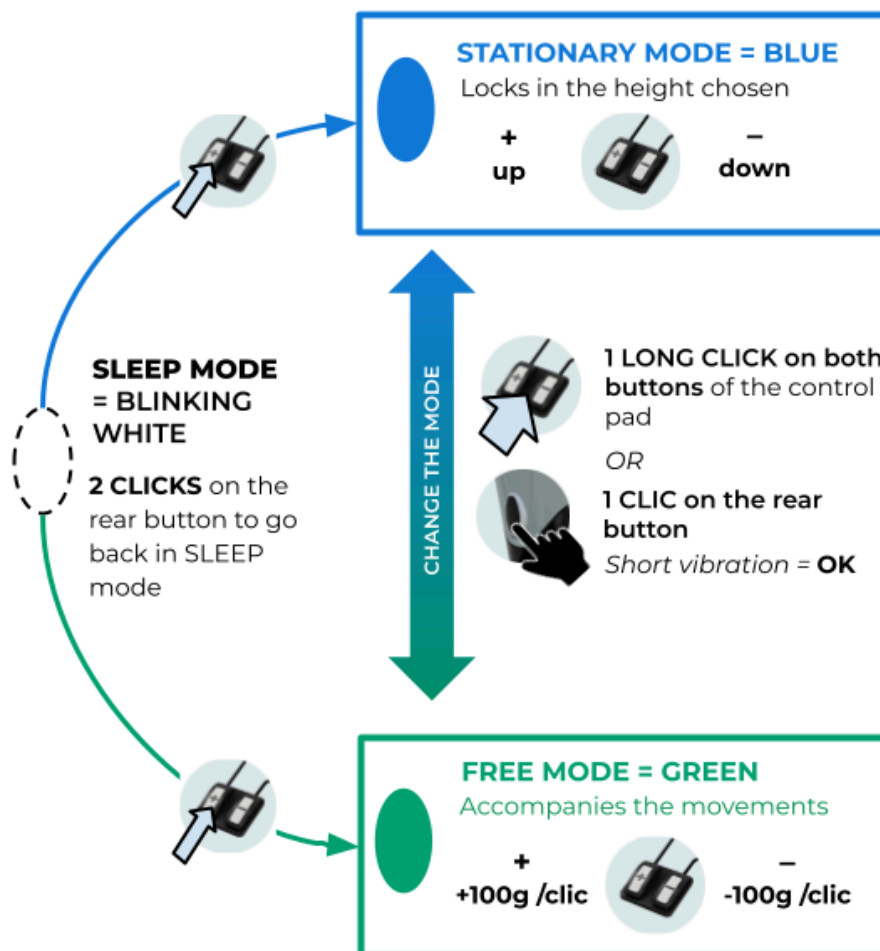 STATIONARY MODE = BLUE
Locks in the height chosen
+
up
–
down
SLEEP MODE
= BLINKING
WHITE
2 CLICKS on the
rear button to go
back in SLEEP
mode
CHANGE THE MODE
1 LONG CLICK on both
buttons of the control
pad
OR
1 CLIC on the rear
button
Short vibration = OK
FREE MODE = GREEN
Accompanies the movements
+
+100g /clic
–
-100g /clic